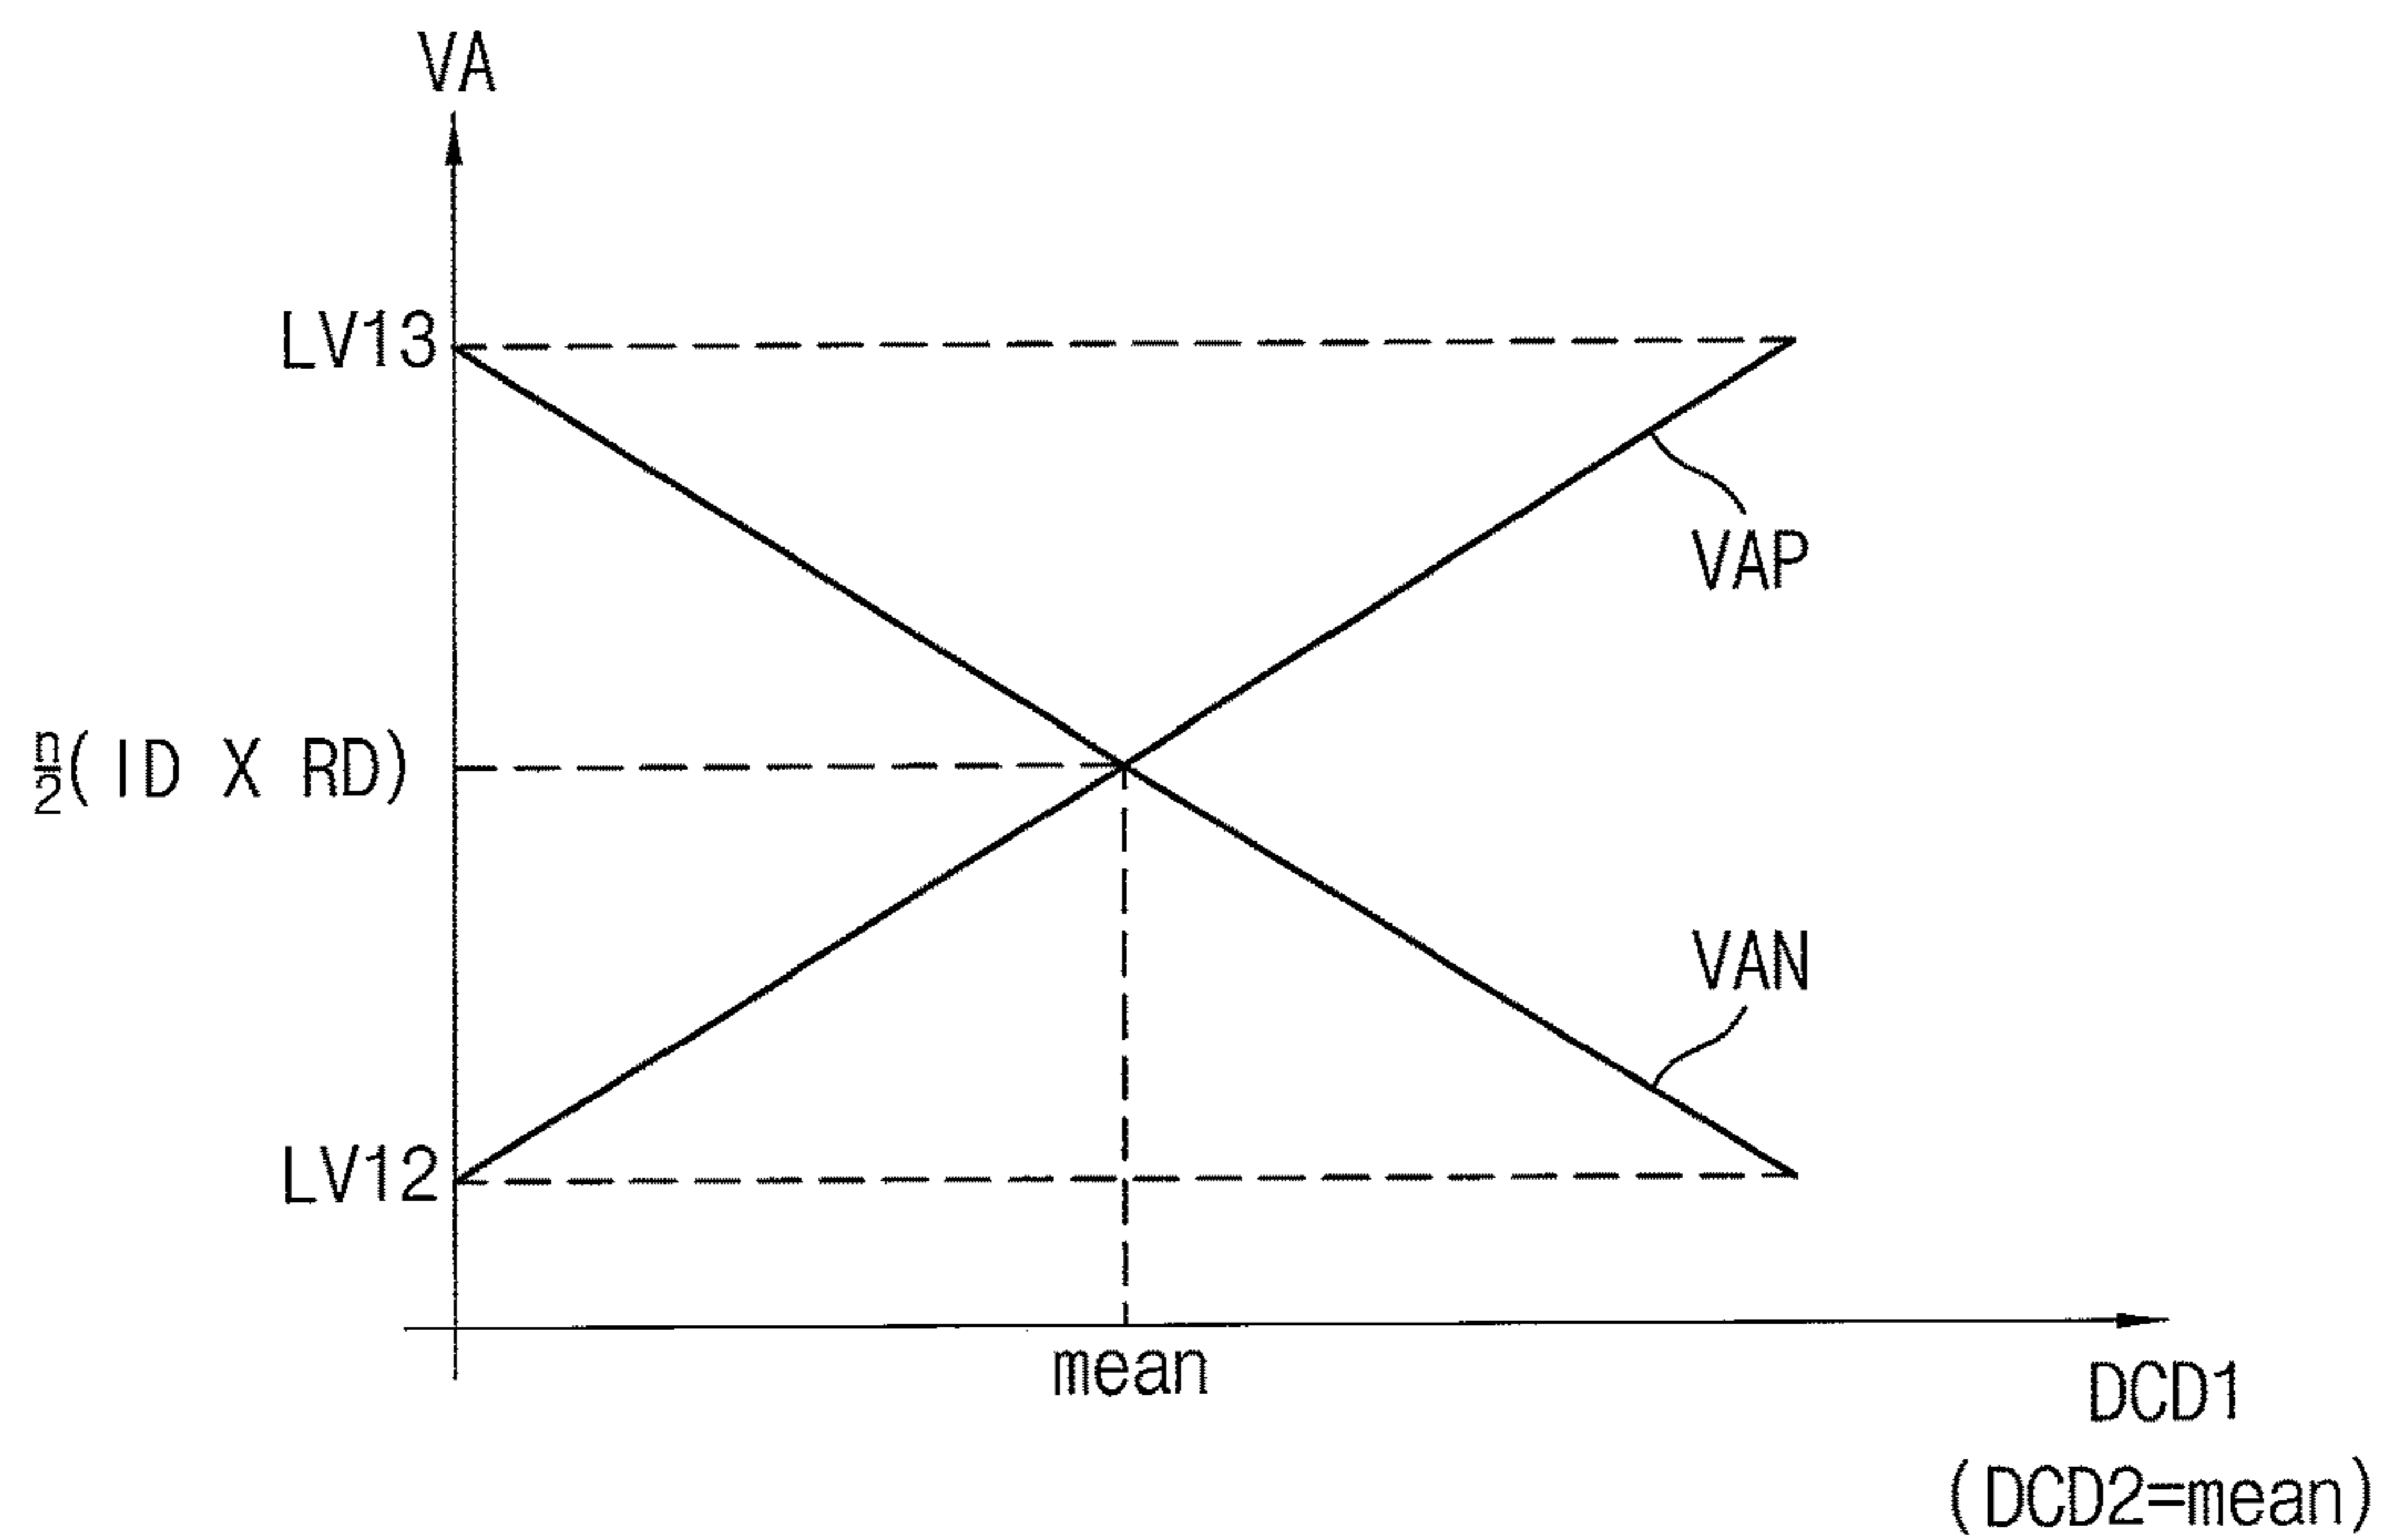 VA
LV13
VAP
n/2( ID X RD)
VAN
LV12
mean
DCD1
(DCD2=mean)